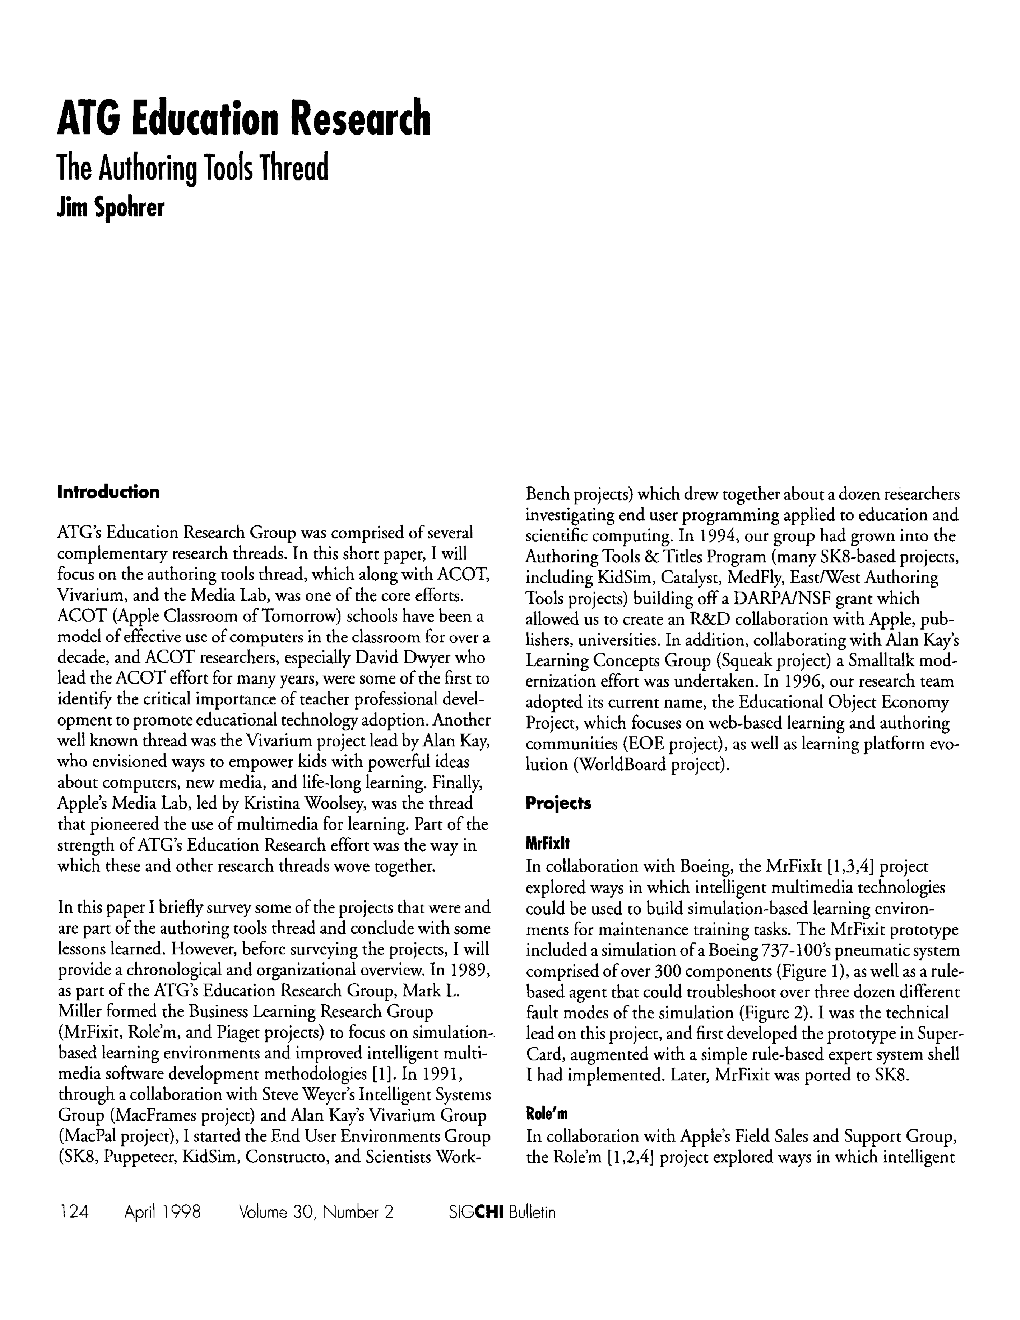 ATG Education Research
The Authoring Tools Thread
Jim Spohrer
Introduction
ATG's Education Research Group was comprised of several
complementary research threads. In this short paper, I will
focus on the authoring tools thread, which along with ACOT,
Vivarium, and the Media Lab, was one of the core efforts.
ACOT (Apple Classroom of Tomorrow) schools have been a
model of effective use of computers in the classroom for over a
decade, and ACOT researchers, especially David Dwyer who
lead the ACOT effort for many years, were some of the first to
identify the critical importance of teacher professional devel-
opment to promote educational technology adoption. Another
well known thread was the Vivarium project lead by Alan Kay,
who envisioned ways to empower kids with powerful ideas
about computers, new media, and life-long learning. Finally,
Apple's Media Lab, led by Kristina Woolsey, was the thread
that pioneered the use of multimedia for learning. Part of the
strength of ATG's Education Research effort was the way in
which these and other research threads wove together.
In this paper I briefly survey some of the projects that were and
are part of the authoring tools thread and conclude with some
lessons learned. However, before surveying the projects, I will
provide a chronological and organizational overview. In 1989,
as part of the ATG's Education Research Group, Mark L.
Miller formed the Business Learning Research Group
(MrFixit, Role'm, and Piaget projects) to focus on simulation-
based learning environments and improved intelligent multi-
media software development methodologies [1]. In 1991,
through a collaboration with Steve Weyer's Intelligent Systems
Group (MacFrames project) and Alan Kay's Vivarium Group
(MacPal project), I started the End User Environments Group
(SK8, Puppeteer, KidSim, Constructo, and Scientists Work-
Bench projects) which drew together about a dozen researchers
investigating end user programming applied to education and
scientific computing. In 1994, our group had grown into the
Authoring Tools & Titles Program (many SK8-based projects,
including KidSim, Catalyst, MedFly, East/West Authoring
Tools projects) building off a DARPA/NSF grant which
allowed us to create an R&D collaboration with Apple, pub-
lishers, universities. In addition, collaborating with Alan Kay's
Learning Concepts Group (Squeak project) a Smalltalk mod-
ernization effort was undertaken. In 1996, our research team
adopted its current name, the Educational Object Economy
Project, which focuses on web-based learning and authoring
communities (EOE project), as well as learning platform evo-
lution (WorldBoard project).
Projects
MrFixIt
In collaboration with Boeing, the MrFixIt [1,3,4] project
explored ways in which intelligent multimedia technologies
could be used to build simulation-based learning environ-
ments for maintenance training tasks. The MrFixit prototype
included a simulation of a Boeing 737-100's pneumatic system
comprised of over 300 components (Figure 1), as well as a rule-
based agent that could troubleshoot over three dozen different
fault modes of the simulation (Figure 2). I was the technical
lead on this project, and first developed the prototype in Super-
Card, augmented with a simple rule-based expert system shell
I had implemented. Later, MrFixit was ported to SK8.
Role'm
In collaboration with Apple's Field Sales and Support Group,
the Role'm [1,2,4] project explored ways in which intelligent
124 April 1998 Volume 30, Number 2 SIGCHI Bulletin